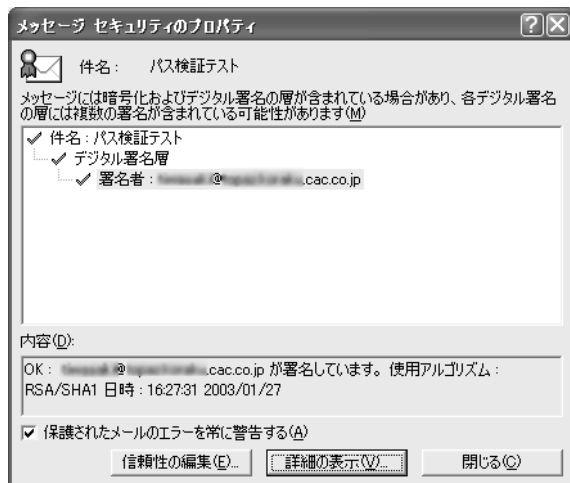 メッセージ セキュリティのプロパティ
件名: パス検証テスト
メッセージには暗号化およびデジタル署名の層が含まれている場合があり、各デジタル署名
の層には複数の署名が含まれている可能性があります(M)
件名:パス検証テスト
デジタル署名層
署名者: @ .cac.co.jp
内容(D):
OK: @ .cac.co.jp が署名しています。使用アルゴリズム:
RSA/SHA1 日時:16:27:31 2003/01/27
保護されたメールのエラーを常に警告する(A)
信頼性の編集(E)...
詳細の表示(V)...
閉じる(C)